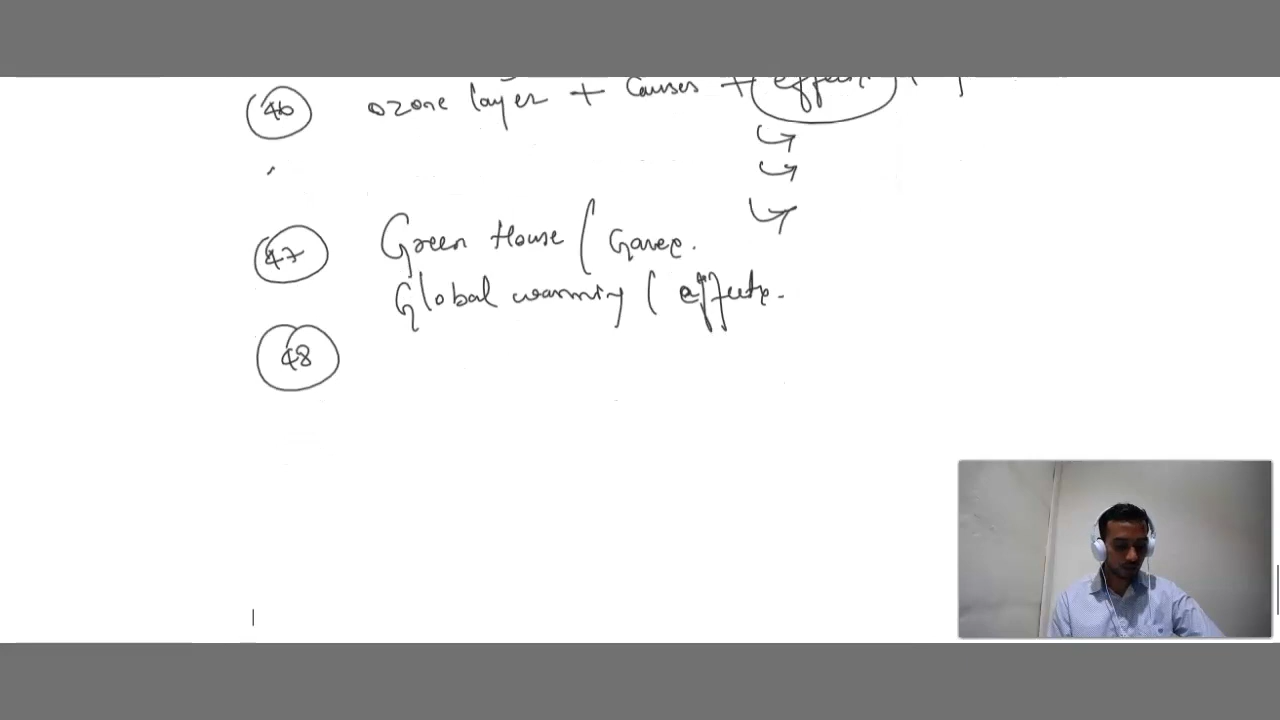 46 ozone layer + Causes + effects
47 Green House / Gases.
Global warming ( effects.
48